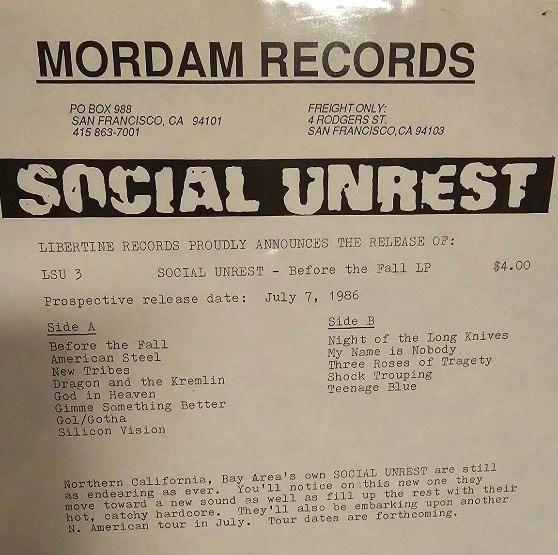 MORDAM RECORDS
PO BOX 988
SAN FRANCISCO, CA 94101
415 863-7001
FREIGHT ONLY:
4 RODGERS ST.
SAN FRANCISCO,CA 94103
SOCIAL UNREST
LIBERTINE RECORDS PROUDLY ANNOUNCES THE RELEASE OF:
LSU 3 SOCIAL UNREST - Before the Fall LP $4.00
Prospective release date: July 7, 1986
Side A
Before the Fall
American Steel
New Tribes
Dragon and the Kremlin
God in Heaven
Gimme Something Better
Gol/Gotha
Silicon Vision
Side B
Night of the Long Knives
My Name is Nobody
Three Roses of Tragety
Shock Trouping
Teenage Blue
Northern California, Bay Area's own SOCIAL UNREST are still
as endearing as ever. You'll notice on this new one they
move toward a new sound as well as fill up the rest with their
hot, catchy hardcore. They'll also be embarking upon another
N. American tour in July. Tour dates are forthcoming.